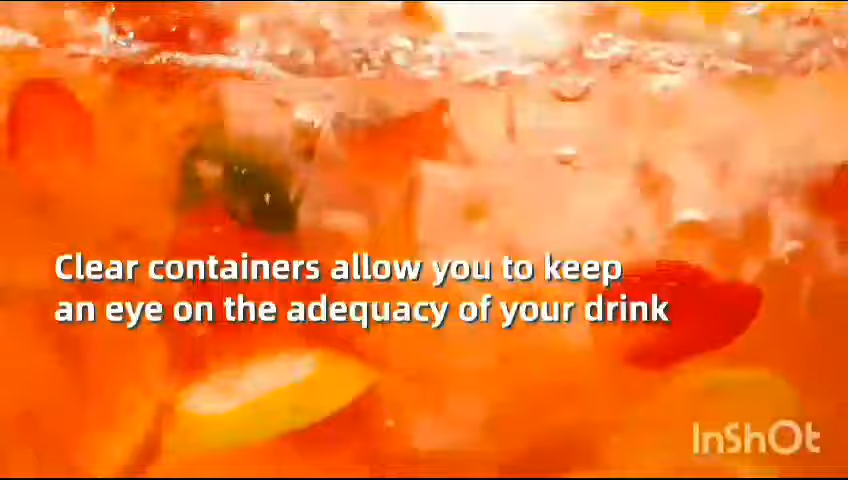 Clear containers allow you to keep
an eye on the adequacy of your drink
InShOt